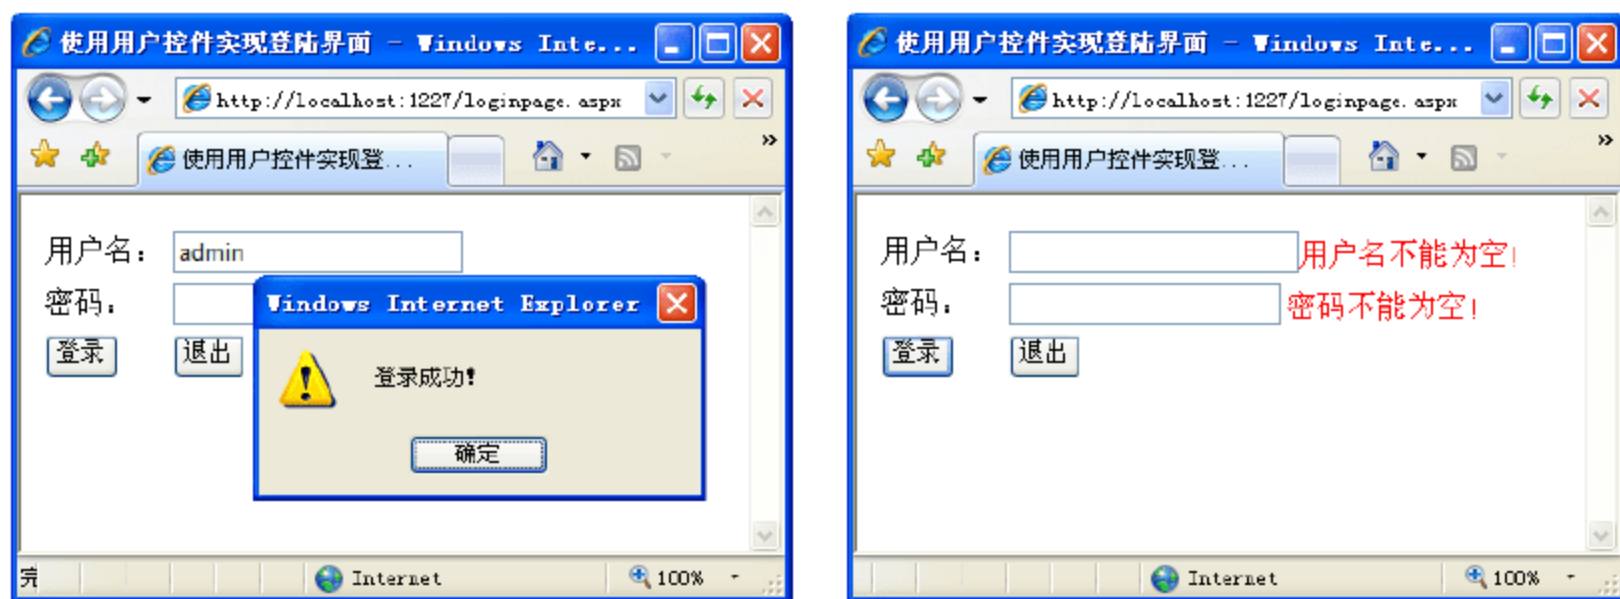 使用用户控件实现登陆界面 - Windows Inte...
http://localhost:1227/loginpage.aspx
使用用户控件实现登...
用户名：
admin
密码：
登录
退出
Windows Internet Explorer
登录成功!
确定
完
Internet
100%
使用用户控件实现登陆界面 - Windows Inte...
http://localhost:1227/loginpage.aspx
使用用户控件实现登...
用户名：
用户名不能为空!
密码：
密码不能为空!
登录
退出
Internet
100%